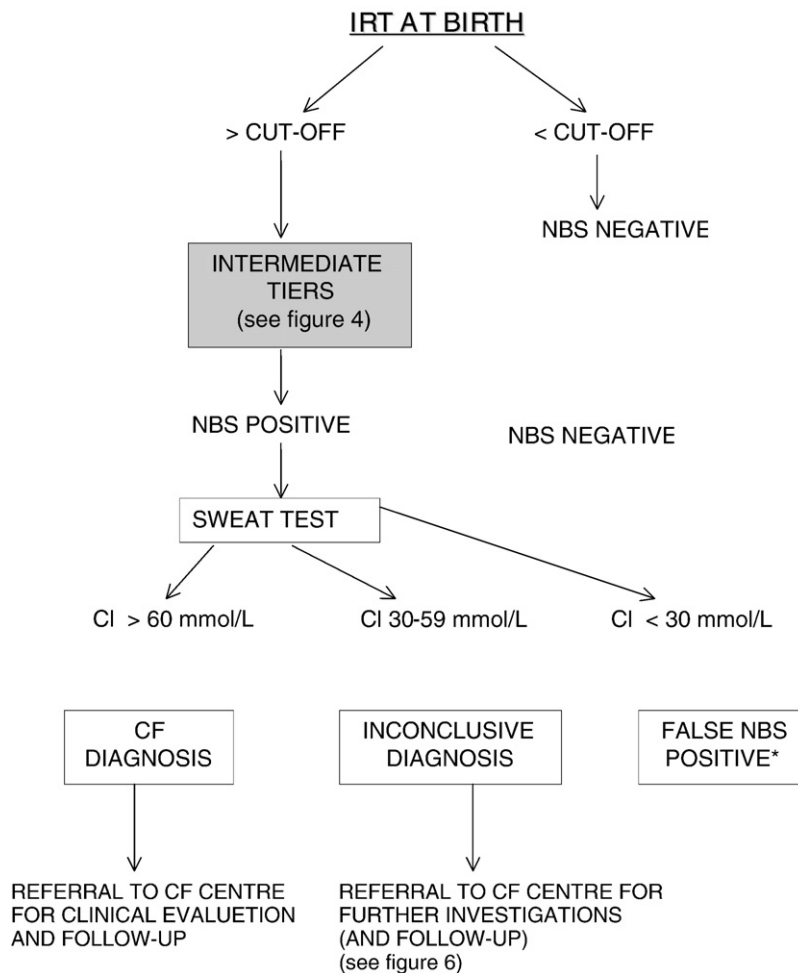 IRT AT BIRTH
> CUT-OFF
< CUT-OFF
NBS NEGATIVE
INTERMEDIATE
TIERS
(see figure 4)
NBS POSITIVE
NBS NEGATIVE
SWEAT TEST
Cl > 60 mmol/L
Cl 30-59 mmol/L
Cl < 30 mmol/L
CF
DIAGNOSIS
INCONCLUSIVE
DIAGNOSIS
FALSE NBS
POSITIVE*
REFERRAL TO CF CENTRE
FOR CLINICAL EVALUETION
AND FOLLOW-UP
REFERRAL TO CF CENTRE FOR
FURTHER INVESTIGATIONS
(AND FOLLOW-UP)
(see figure 6)